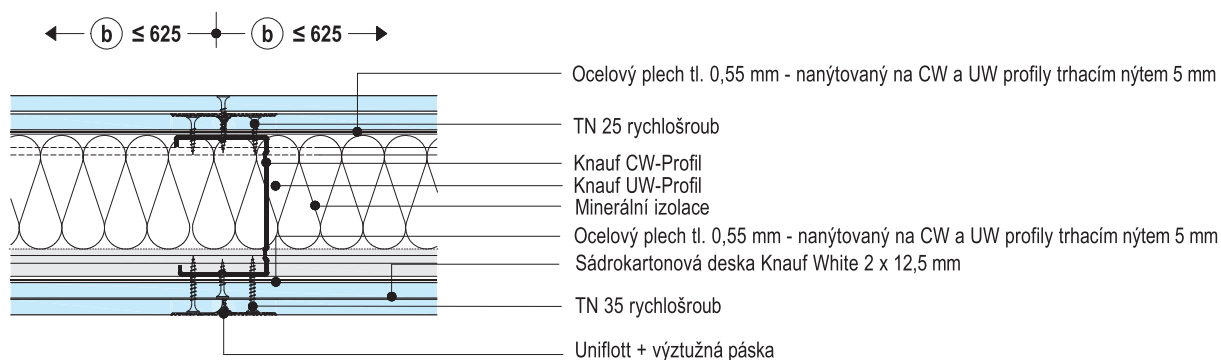 b ≤ 625 b ≤ 625
Ocelový plech tl. 0,55 mm - nanýtovaný na CW a UW profily trhacím nýtem 5 mm
TN 25 rychlošroub
Knauf CW-Profil
Knauf UW-Profil
Minerální izolace
Ocelový plech tl. 0,55 mm - nanýtovaný na CW a UW profily trhacím nýtem 5 mm
Sádrokartonová deska Knauf White 2 x 12,5 mm
TN 35 rychlošroub
Uniflott + výztužná páska